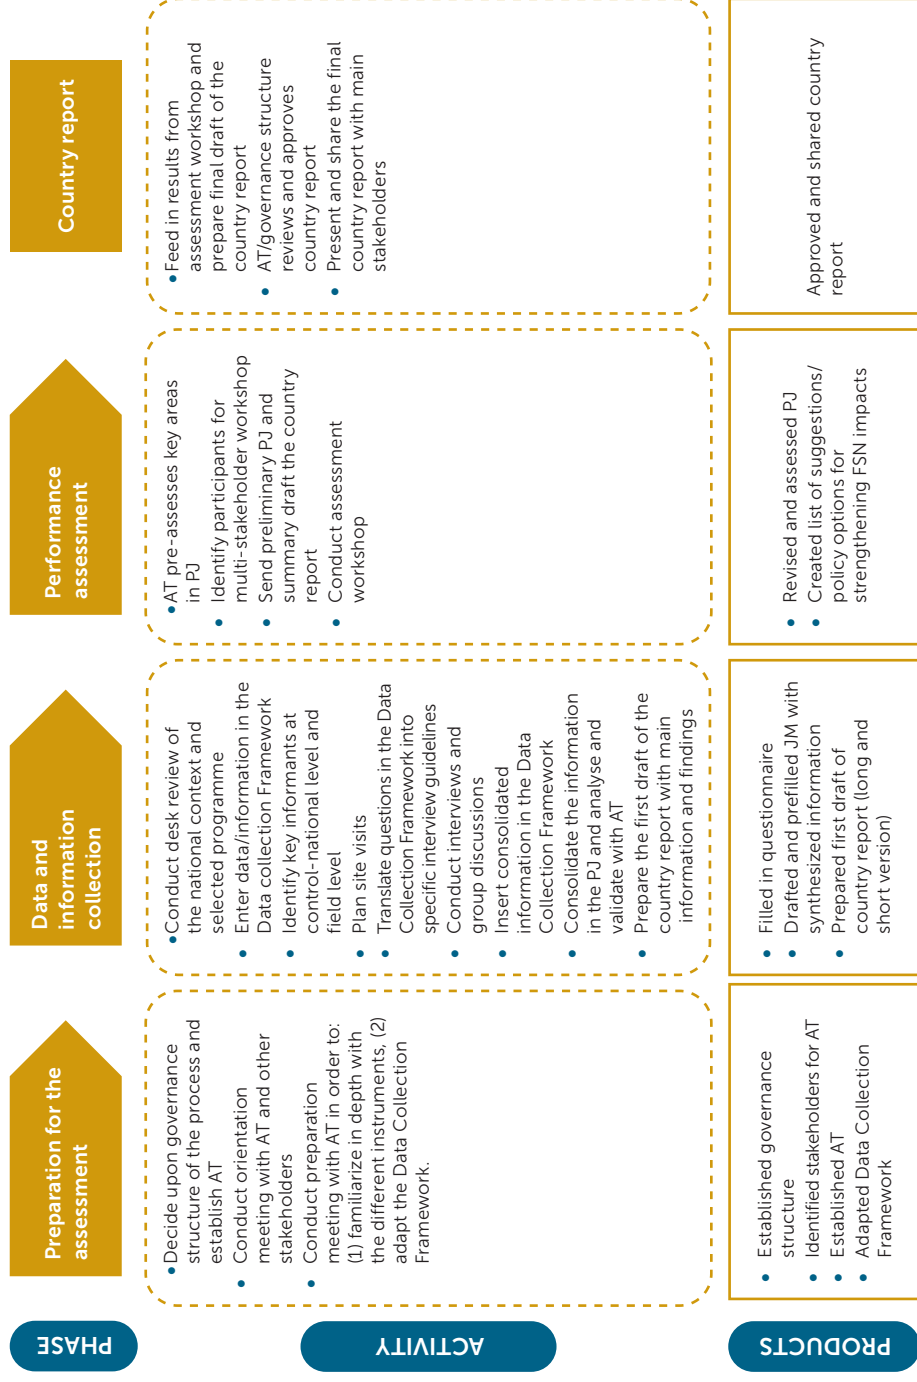 PHASE
Preparation for the
assessment
Data and
information
collection
Performance
assessment
Country report
ACTIVITY
• Decide upon governance
structure of the process and
establish AT
• Conduct orientation
meeting with AT and other
stakeholders
• Conduct preparation
meeting with AT in order to:
(1) familiarize in depth with
the different instruments, (2)
adapt the Data Collection
Framework.
• Conduct desk review of
the national context and
selected programme
• Enter data/information in the
Data collection Framework
• Identify key informants at
control-national level and
field level
• Plan site visits
• Translate questions in the Data
Collection Framework into
specific interview guidelines
• Conduct interviews and
group discussions
• Insert consolidated
information in the Data
Collection Framework
• Consolidate the information
in the PJ and analyse and
validate with AT
• Prepare the first draft of the
country report with main
information and findings
• AT pre-assesses key areas
in PJ
• Identify participants for
multi-stakeholder workshop
• Send preliminary PJ and
summary draft the country
report
• Conduct assessment
workshop
• Feed in results from
assessment workshop and
prepare final draft of the
country report
• AT/governance structure
reviews and approves
country report
• Present and share the final
country report with main
stakeholders
PRODUCTS
• Established governance
structure
• Identified stakeholders for AT
• Established AT
• Adapted Data Collection
Framework
• Filled in questionnaire
• Drafted and prefilled JM with
synthesized information
• Prepared first draft of
country report (long and
short version)
• Revised and assessed PJ
• Created list of suggestions/
policy options for
strengthening FSN impacts
Approved and shared country
report